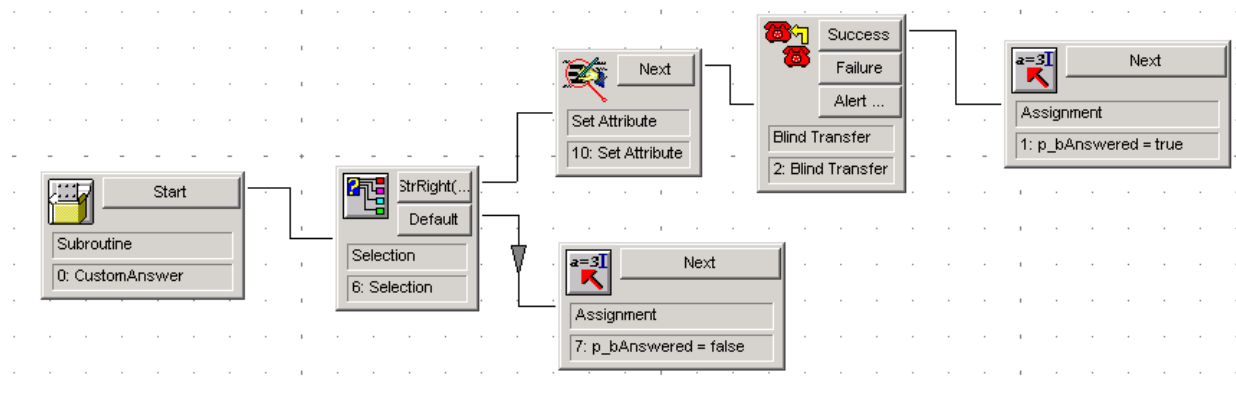 Start
Subroutine
0: CustomAnswer
StrRight(...
Default
Selection
6: Selection
Next
Set Attribute
10: Set Attribute
Success
Failure
Alert ...
Blind Transfer
2: Blind Transfer
a=3
Next
Assignment
1: p_bAnswered = true
a=3
Next
Assignment
7: p_bAnswered = false